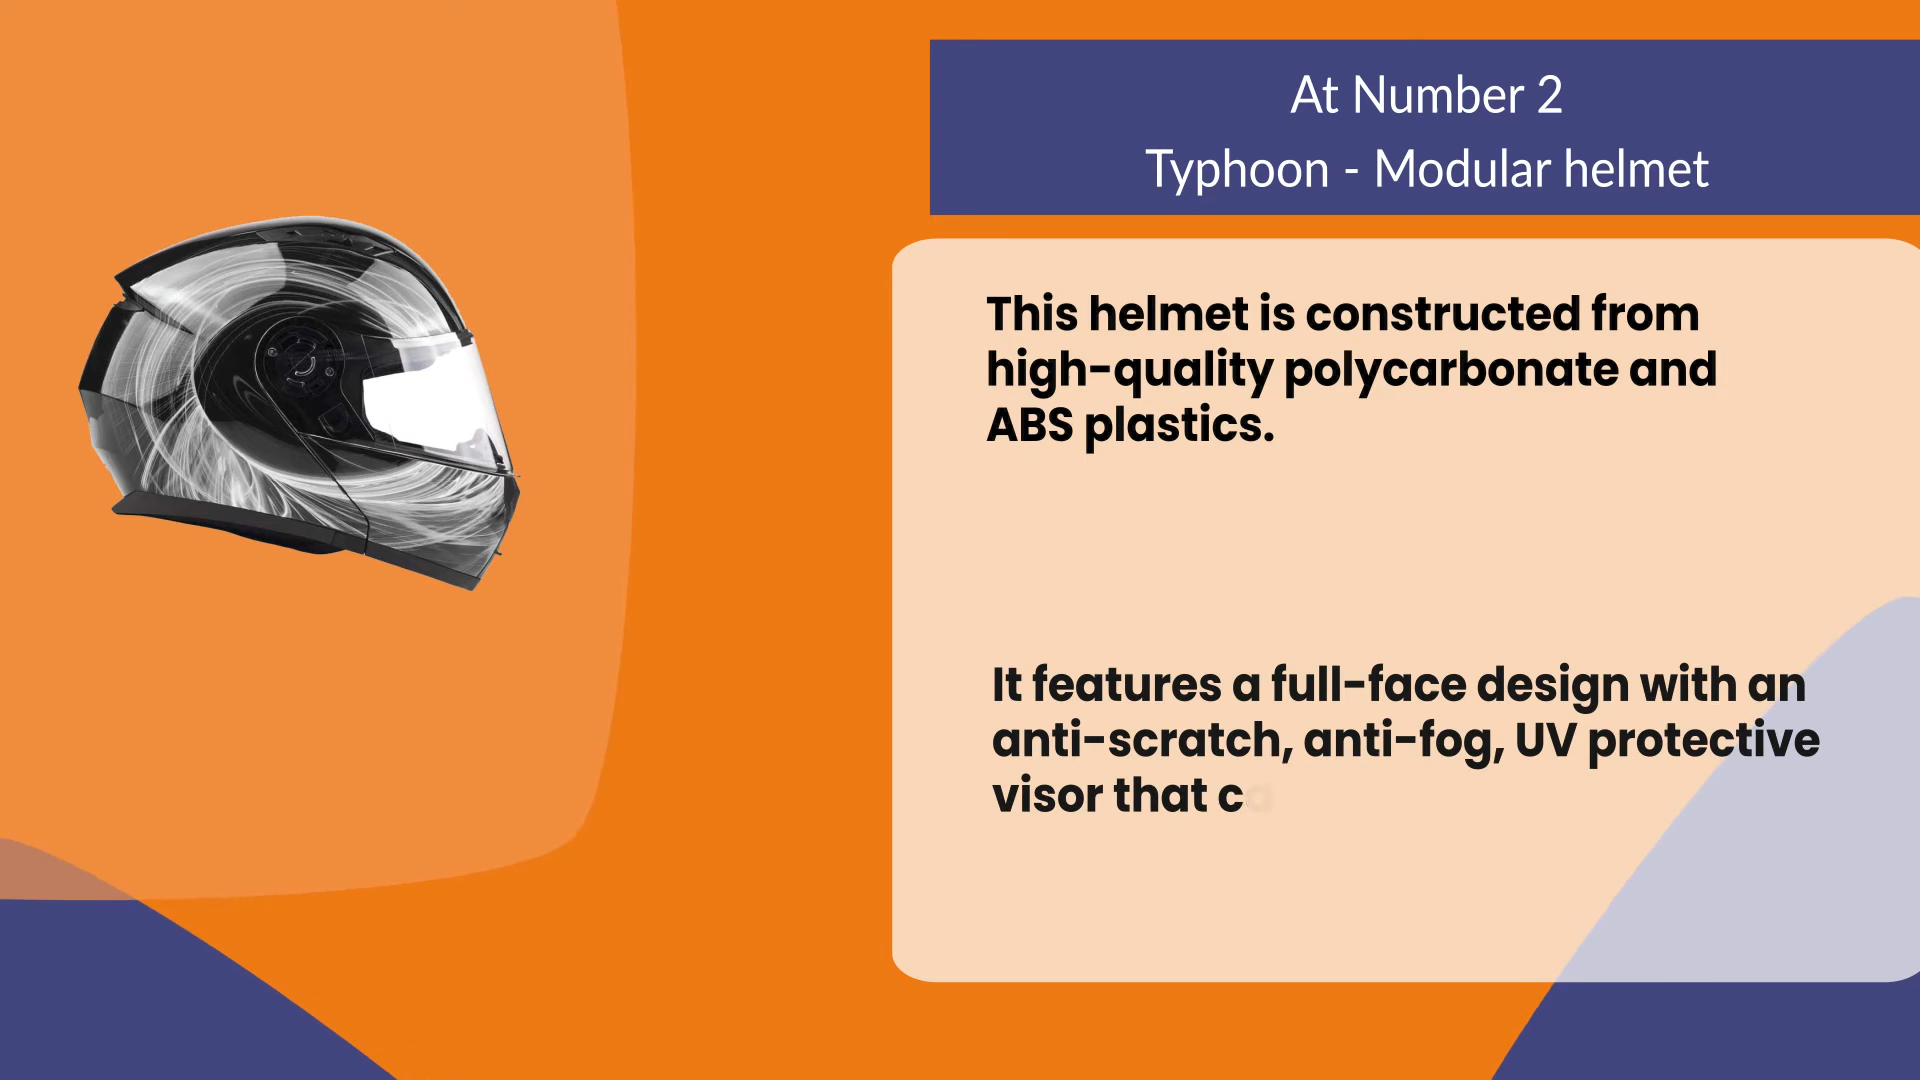 At Number 2
Typhoon - Modular helmet
This helmet is constructed from
high-quality polycarbonate and
ABS plastics.
It features a full-face design with an
anti-scratch, anti-fog, UV protective
visor that ca